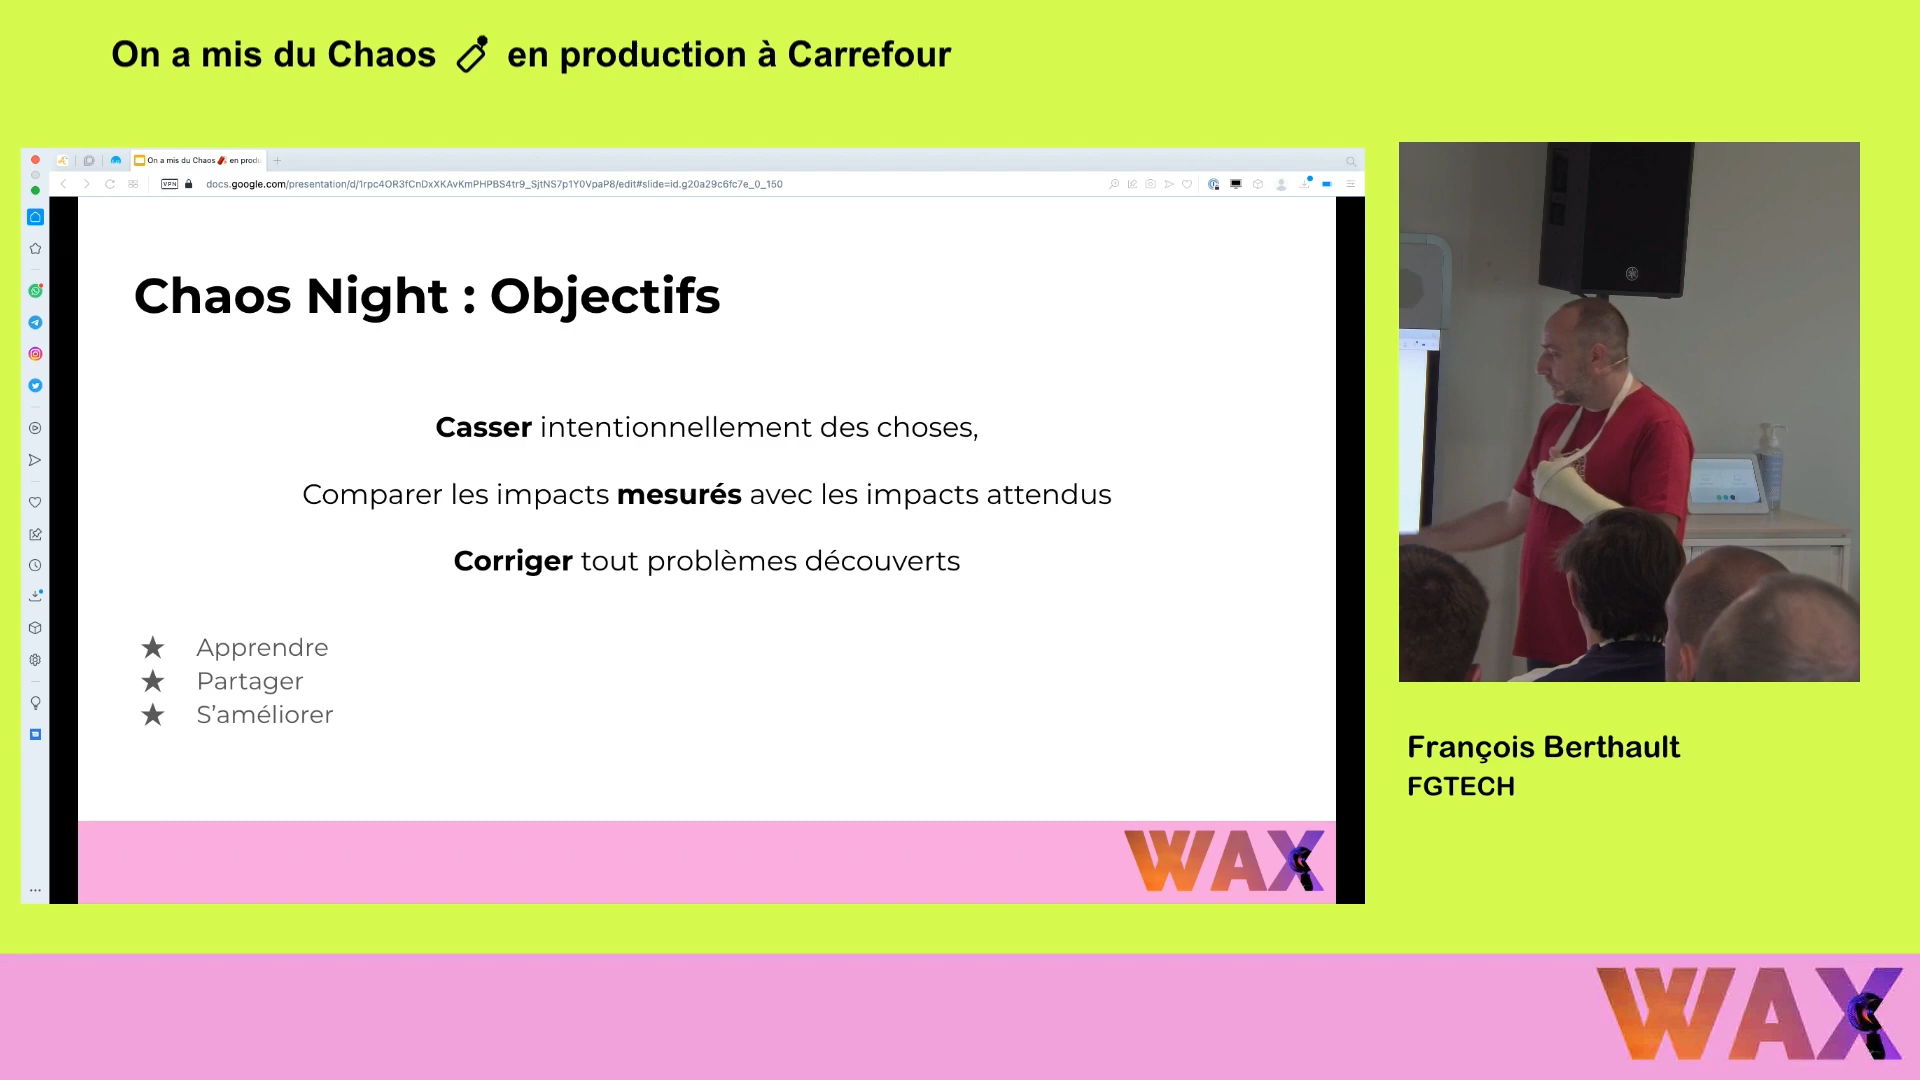 On a mis du Chaos 🧨 en production à Carrefour
On a mis du Chaos 🧨 en produ
VPN
docs.google.com/presentation/d/1rpc4OR3fCnDxXKAvKmPHPBS4tr9_SjtNS7p1Y0VpaP8/edit#slide=id.g20a29c6fc7e_0_150
Chaos Night : Objectifs
Casser intentionnellement des choses,
Comparer les impacts mesurés avec les impacts attendus
Corriger tout problèmes découverts
★ Apprendre
★ Partager
★ S’améliorer
WAX
François Berthault
FGTECH
WAX